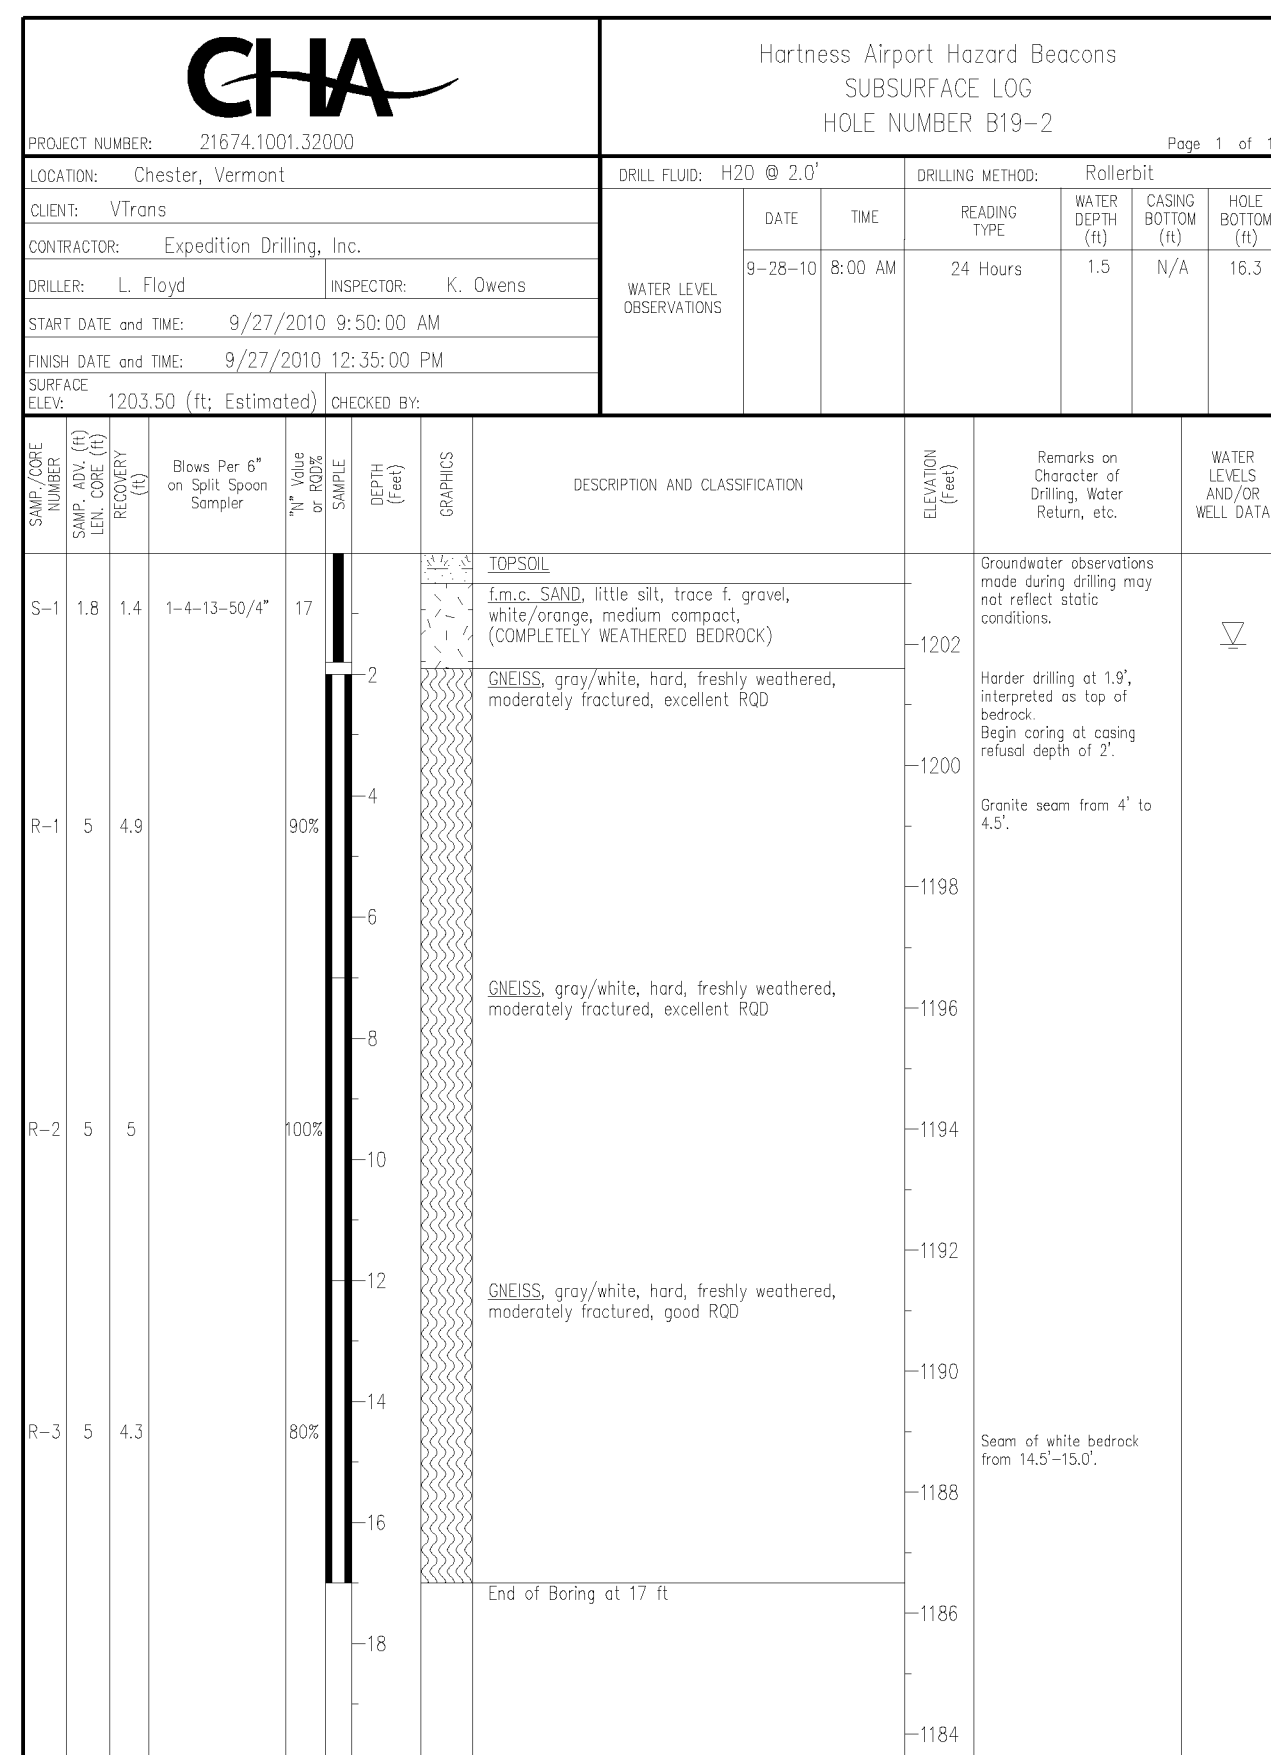 CHA
Hartness Airport Hazard Beacons
SUBSURFACE LOG
HOLE NUMBER B19-2
PROJECT NUMBER: 21674.1001.32000
Page 1 of 1
LOCATION: Chester, Vermont
DRILL FLUID: H2O @ 2.0'
DRILLING METHOD: Rollerbit
CLIENT: VTrans
CONTRACTOR: Expedition Drilling, Inc.
DRILLER: L. Floyd
INSPECTOR: K. Owens
START DATE and TIME: 9/27/2010 9:50:00 AM
FINISH DATE and TIME: 9/27/2010 12:35:00 PM
SURFACE
ELEV: 1203.50 (ft; Estimated)
CHECKED BY:
WATER LEVEL
OBSERVATIONS
DATE
TIME
READING
TYPE
WATER
DEPTH
(ft)
CASING
BOTTOM
(ft)
HOLE
BOTTOM
(ft)
9-28-10 8:00 AM 24 Hours 1.5 N/A 16.3
SAMP./CORE
NUMBER
SAMP. ADV. (ft)
LEN. CORE (ft)
RECOVERY
(ft)
Blows Per 6"
on Split Spoon
Sampler
"N" Value
or RQD%
SAMPLE
DEPTH
(Feet)
GRAPHICS
DESCRIPTION AND CLASSIFICATION
ELEVATION
(Feet)
Remarks on
Character of
Drilling, Water
Return, etc.
WATER
LEVELS
AND/OR
WELL DATA
TOPSOIL
Groundwater observations
made during drilling may
not reflect static
conditions.
S-1 1.8 1.4 1-4-13-50/4" 17
f.m.c. SAND, little silt, trace f. gravel,
white/orange, medium compact,
(COMPLETELY WEATHERED BEDROCK)
1202
2
GNEISS, gray/white, hard, freshly weathered,
moderately fractured, excellent RQD
Harder drilling at 1.9',
interpreted as top of
bedrock.
Begin coring at casing
refusal depth of 2'.
1200
4
Granite seam from 4' to
4.5'.
R-1 5 4.9 90%
1198
6
GNEISS, gray/white, hard, freshly weathered,
moderately fractured, excellent RQD
1196
8
R-2 5 5 100%
1194
10
1192
12
GNEISS, gray/white, hard, freshly weathered,
moderately fractured, good RQD
1190
14
R-3 5 4.3 80%
Seam of white bedrock
from 14.5'-15.0'.
1188
16
End of Boring at 17 ft
1186
18
1184